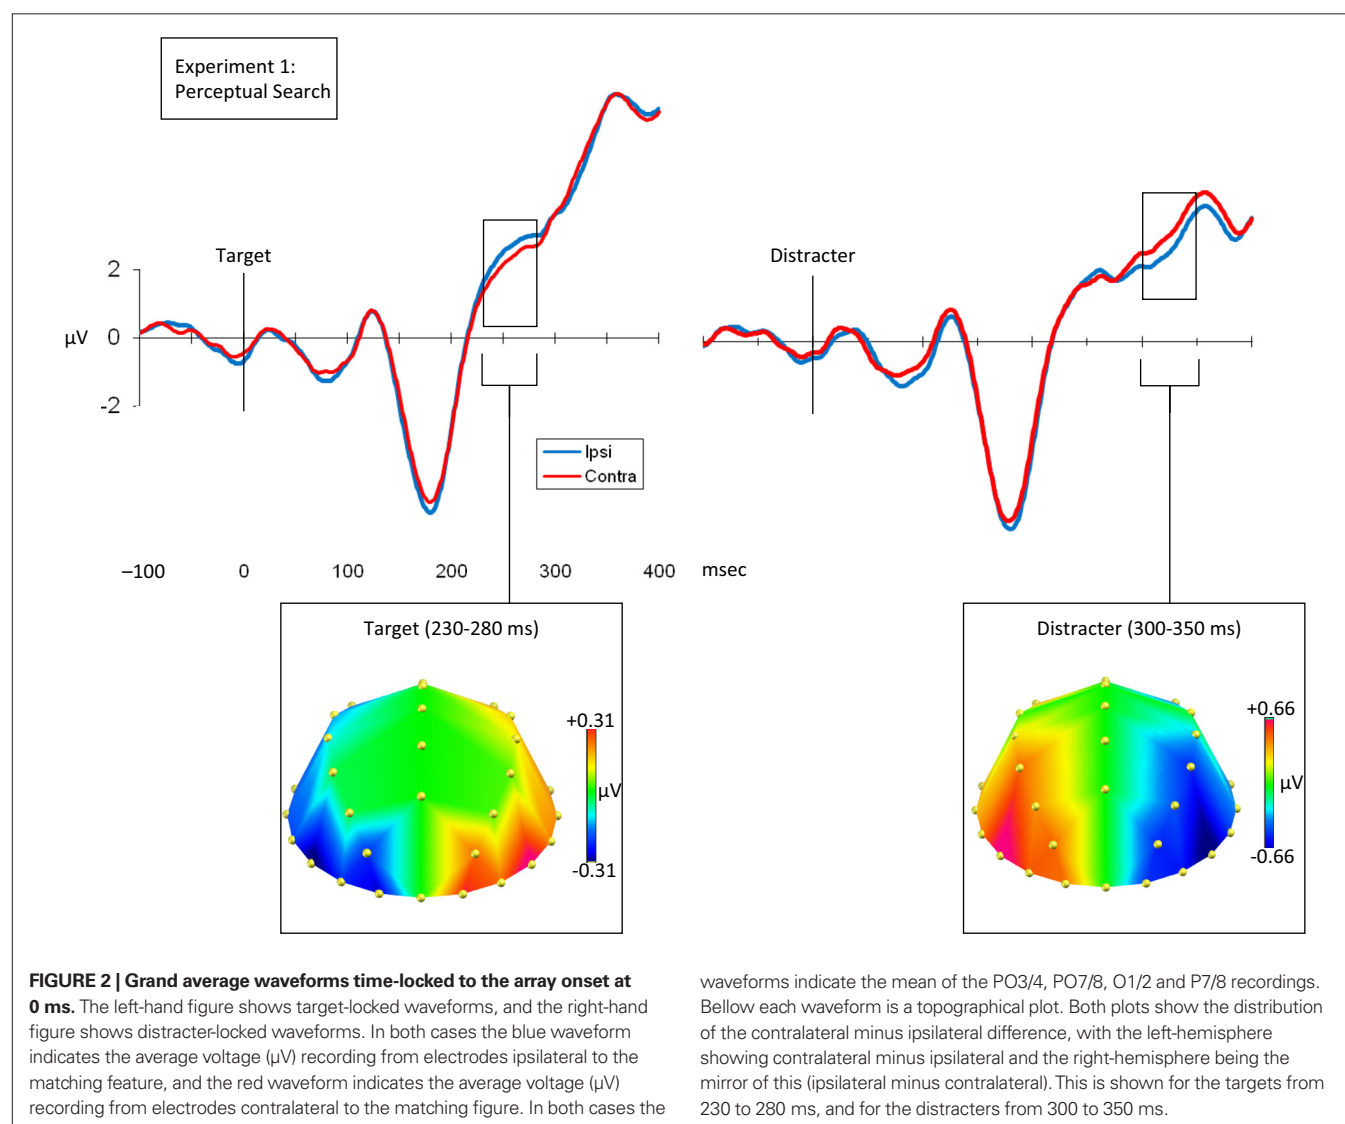 Experiment 1:
Perceptual Search
Target
Distracter
2
μV
0
-2
Ipsi
Contra
–100
0
100
200
300
400
msec
Target (230-280 ms)
+0.31
μV
-0.31
Distracter (300-350 ms)
+0.66
μV
-0.66
FIGURE 2 | Grand average waveforms time-locked to the array onset at
0 ms. The left-hand figure shows target-locked waveforms, and the right-hand
figure shows distracter-locked waveforms. In both cases the blue waveform
indicates the average voltage (μV) recording from electrodes ipsilateral to the
matching feature, and the red waveform indicates the average voltage (μV)
recording from electrodes contralateral to the matching figure. In both cases the
waveforms indicate the mean of the PO3/4, PO7/8, O1/2 and P7/8 recordings.
Bellow each waveform is a topographical plot. Both plots show the distribution
of the contralateral minus ipsilateral difference, with the left-hemisphere
showing contralateral minus ipsilateral and the right-hemisphere being the
mirror of this (ipsilateral minus contralateral). This is shown for the targets from
230 to 280 ms, and for the distracters from 300 to 350 ms.